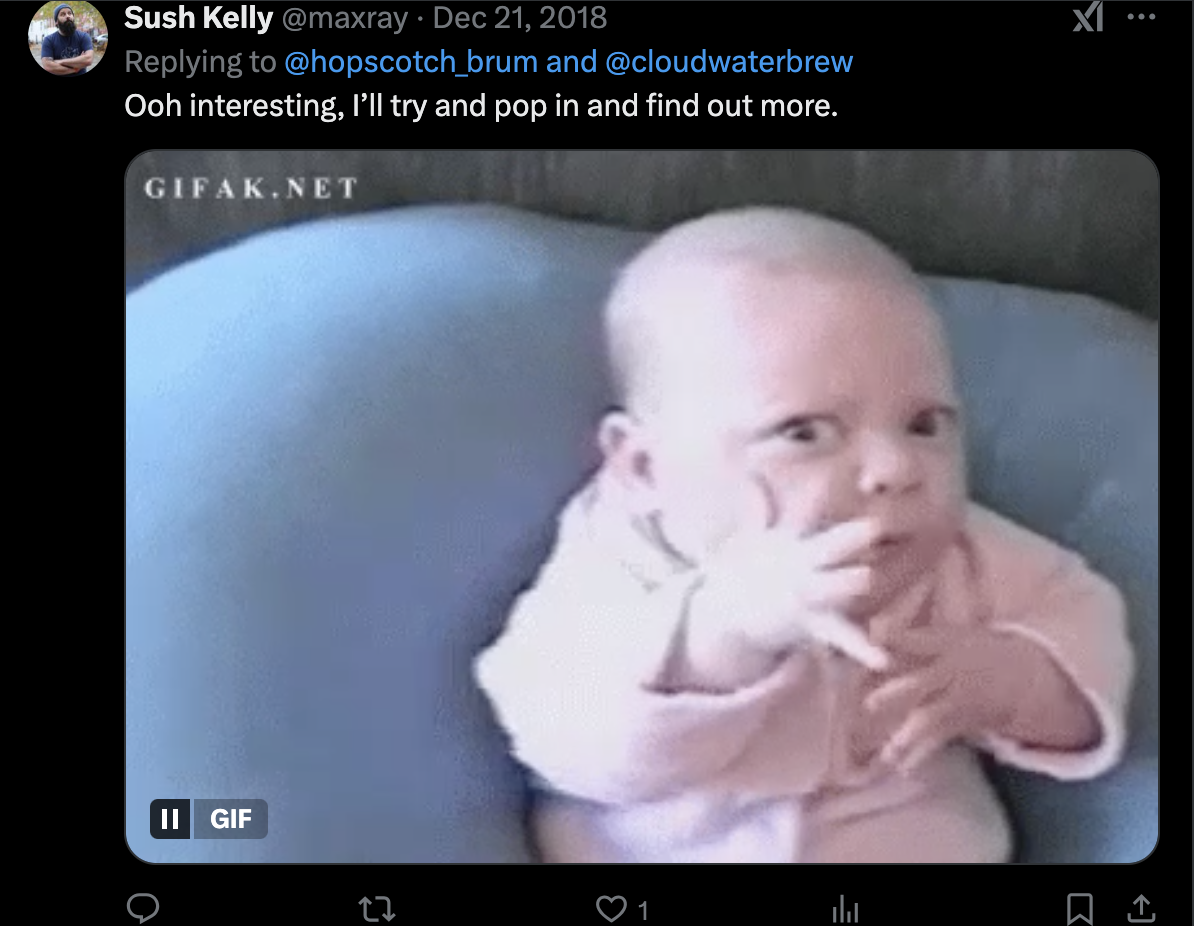 Sush Kelly @maxray · Dec 21, 2018
Replying to @hopscotch_brum and @cloudwaterbrew
Ooh interesting, I’ll try and pop in and find out more.
GIFAK.NET
GIF
1